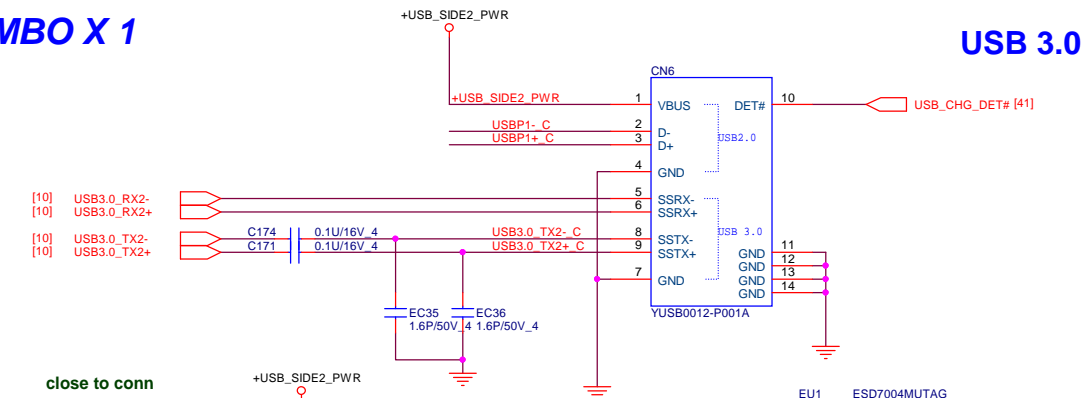 MBO X 1
+USB_SIDE2_PWR
USB 3.0
CN6
+USB_SIDE2_PWR 1 VBUS DET# 10 USB_CHG_DET# [41]
USBP1-_C 2 D-
USBP1+_C 3 D+
USB2.0
4 GND
[10] USB3.0_RX2- 5 SSRX-
[10] USB3.0_RX2+ 6 SSRX+
[10] USB3.0_TX2- C174 0.1U/16V_4 USB3.0_TX2-_C 8 SSTX-
USB 3.0
[10] USB3.0_TX2+ C171 0.1U/16V_4 USB3.0_TX2+_C 9 SSTX+
GND 11
GND 12
7 GND GND 13
GND 14
YUSB0012-P001A
EC35 EC36
1.6P/50V_4 1.6P/50V_4
close to conn
+USB_SIDE2_PWR
EU1 ESD7004MUTAG